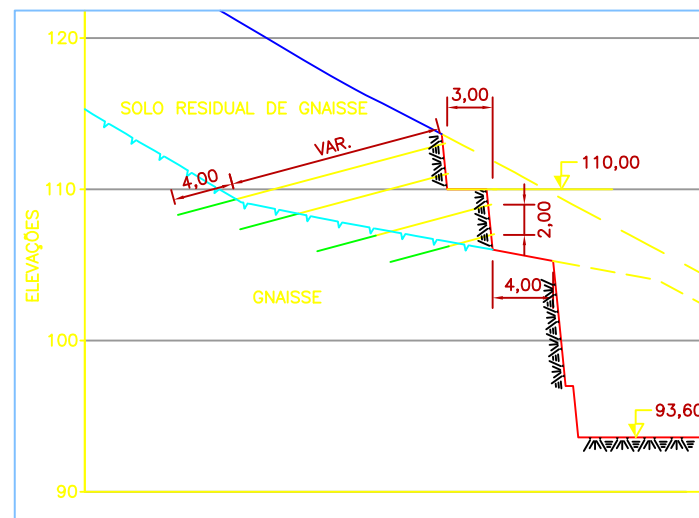 120
3,00
SOLO RESIDUAL DE GNAISSE
VAR.
110,00
4,00
110
2,00
ELEVAÇÕES
4,00
GNAISSE
100
93,60
90